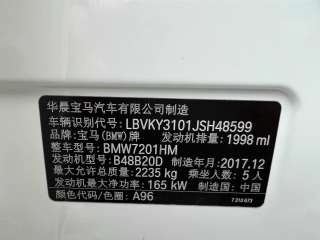 华晨宝马汽车有限公司制造
车辆识别代号: LBVKY3101JSH48599
品牌: 宝马(BMW)牌 发动机排量: 1998 ml
整车型号: BMW7201HM
发动机型号: B48B20D 制造年月: 2017.12
最大允许总质量: 2235 kg 乘坐人数: 5 人
发动机最大净功率: 165 kW 制造国: 中国
颜色代码/色圈: A96
7 210 673